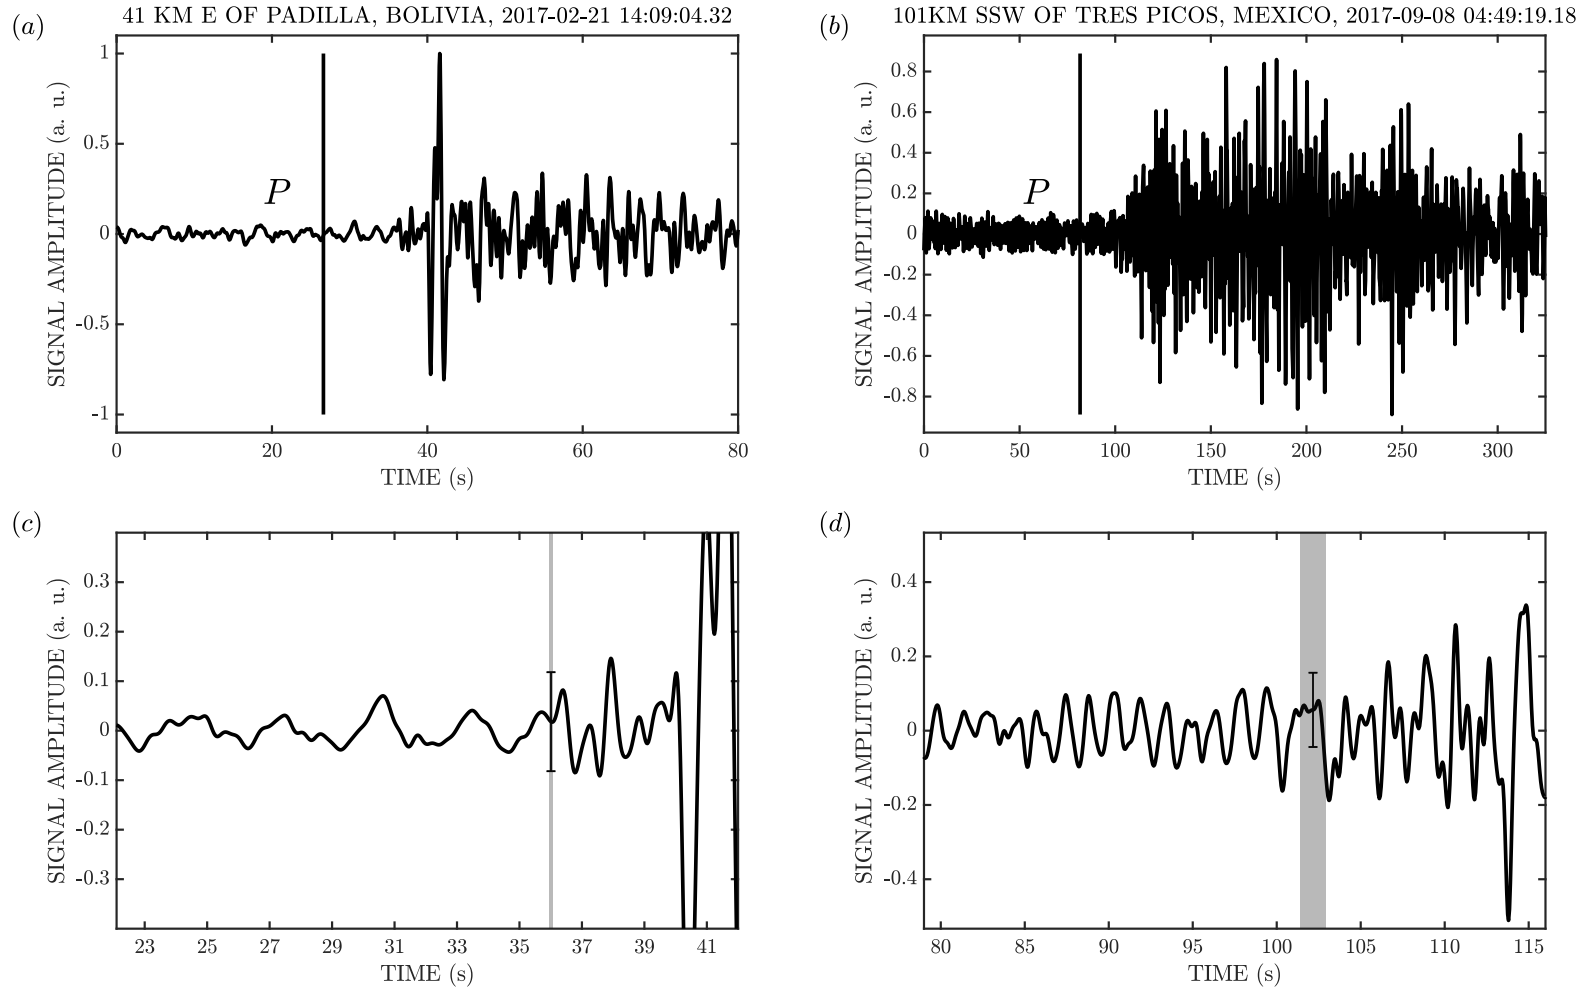 (a)
41 KM E OF PADILLA, BOLIVIA, 2017-02-21 14:09:04.32
SIGNAL AMPLITUDE (a. u.)
1
0.5
0
-0.5
-1
P
0 20 40 60 80
TIME (s)
(b)
101KM SSW OF TRES PICOS, MEXICO, 2017-09-08 04:49:19.18
SIGNAL AMPLITUDE (a. u.)
0.8
0.6
0.4
0.2
0
-0.2
-0.4
-0.6
-0.8
P
0 50 100 150 200 250 300
TIME (s)
(c)
SIGNAL AMPLITUDE (a. u.)
0.3
0.2
0.1
0
-0.1
-0.2
-0.3
23 25 27 29 31 33 35 37 39 41
TIME (s)
(d)
SIGNAL AMPLITUDE (a. u.)
0.4
0.2
0
-0.2
-0.4
80 85 90 95 100 105 110 115
TIME (s)